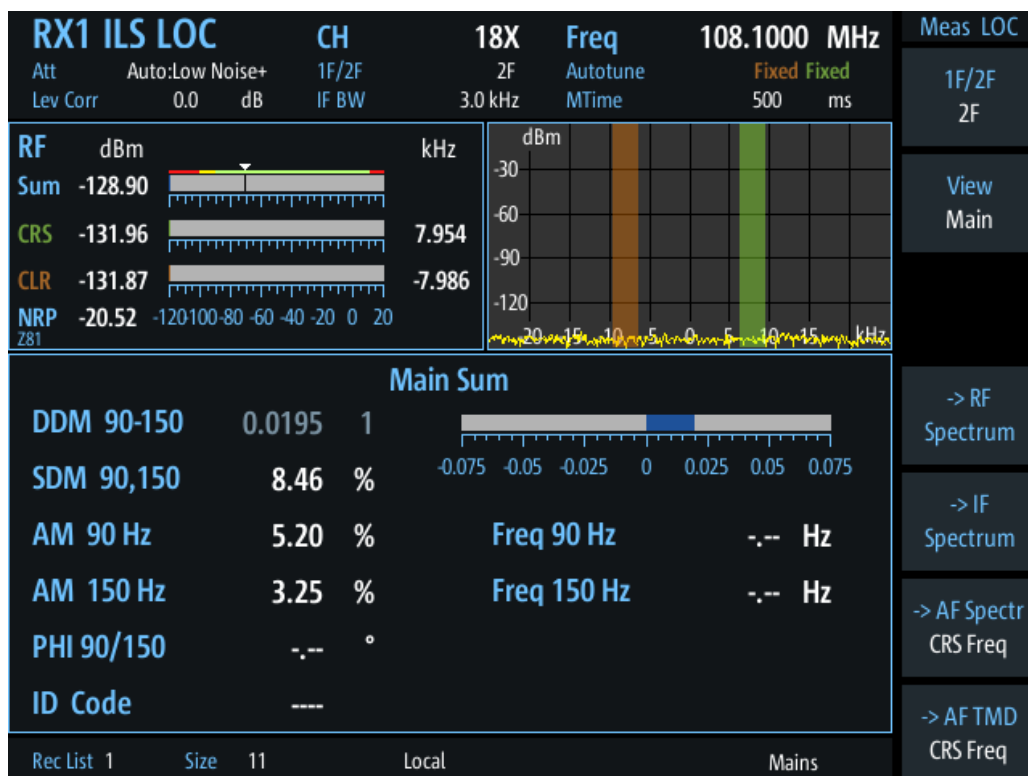 RX1 ILS LOC CH 18X Freq 108.1000 MHz
Att Auto:Low Noise+ 1F/2F 2F Autotune Fixed Fixed
Lev Corr 0.0 dB IF BW 3.0 kHz MTime 500 ms
RF dBm kHz
Sum -128.90
CRS -131.96 7.954
CLR -131.87 -7.986
NRP -20.52 -120 -100 -80 -60 -40 -20 0 20
Z81
dBm
-30
-60
-90
-120
-20 -15 -10 -5 0 5 10 15 kHz
Main Sum
DDM 90-150 0.0195 1
-0.075 -0.05 -0.025 0 0.025 0.05 0.075
SDM 90,150 8.46 %
AM 90 Hz 5.20 % Freq 90 Hz -.-- Hz
AM 150 Hz 3.25 % Freq 150 Hz -.-- Hz
PHI 90/150 -.-- °
ID Code ----
Rec List 1 Size 11 Local Mains
Meas LOC
1F/2F
2F
View
Main
-> RF
Spectrum
-> IF
Spectrum
-> AF Spectr
CRS Freq
-> AF TMD
CRS Freq